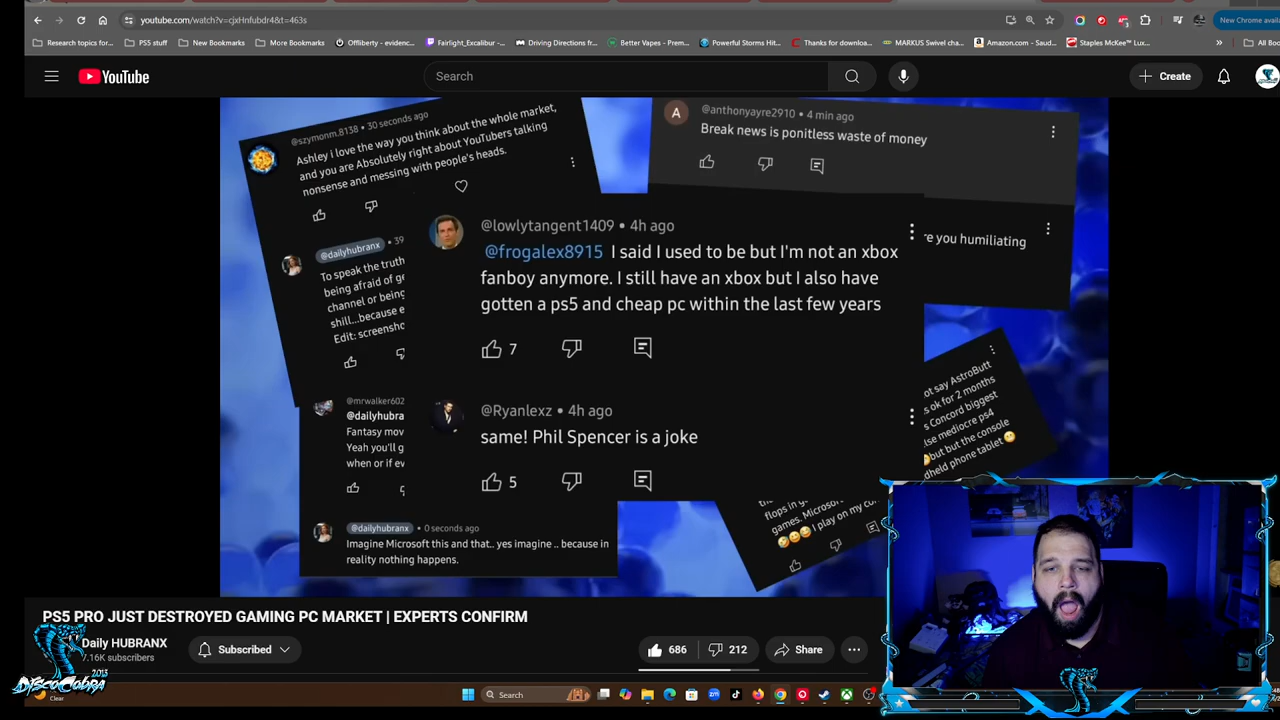 youtube.com/watch?v=cjxHnfubdr4&t=463s
New Chrome availa
Research topics for...
PS5 stuff
New Bookmarks
More Bookmarks
Offliberty - evidenc...
Fairlight_Excalibur -...
Driving Directions fr...
Better Vapes - Prem...
Powerful Storms Hit...
Thanks for downloa...
MARKUS Swivel chair...
Amazon.com - Saud...
Staples McKee™ Lux...
»
All Boo
YouTube
Search
+ Create
@szymonm.8138 • 30 seconds ago
Ashley i love the way you think about the whole market,
and you are Absolutely right about YouTubers talking
nonsense and messing with people's heads.
A
@anthonyayre2910 • 4 min ago
Break news is ponitless waste of money
re you humiliating
@dailyhubranx • 39
To speak the truth
being afraid of ge
channel or being
shill...because e
Edit: screensho
@lowlytangent1409 • 4h ago
@frogalex8915 I said I used to be but I'm not an xbox
fanboy anymore. I still have an xbox but I also have
gotten a ps5 and cheap pc within the last few years
7
@Ryanlexz • 4h ago
same! Phil Spencer is a joke
5
@mrwalker602
@dailyhubra
Fantasy mov
Yeah you'll g
when or if ev
@dailyhubranx • 0 seconds ago
Imagine Microsoft this and that.. yes imagine .. because in
reality nothing happens.
ot say AstroButt
s ok for 2 months
s Concord biggest
lse mediocre ps4
but but the console
dheld phone tablet
flops in g
games. Microso
I play on my co
PS5 PRO JUST DESTROYED GAMING PC MARKET | EXPERTS CONFIRM
Daily HUBRANX
7.16K subscribers
Subscribed
686
212
Share
2013
DISCOCOBRA
Clear
Search